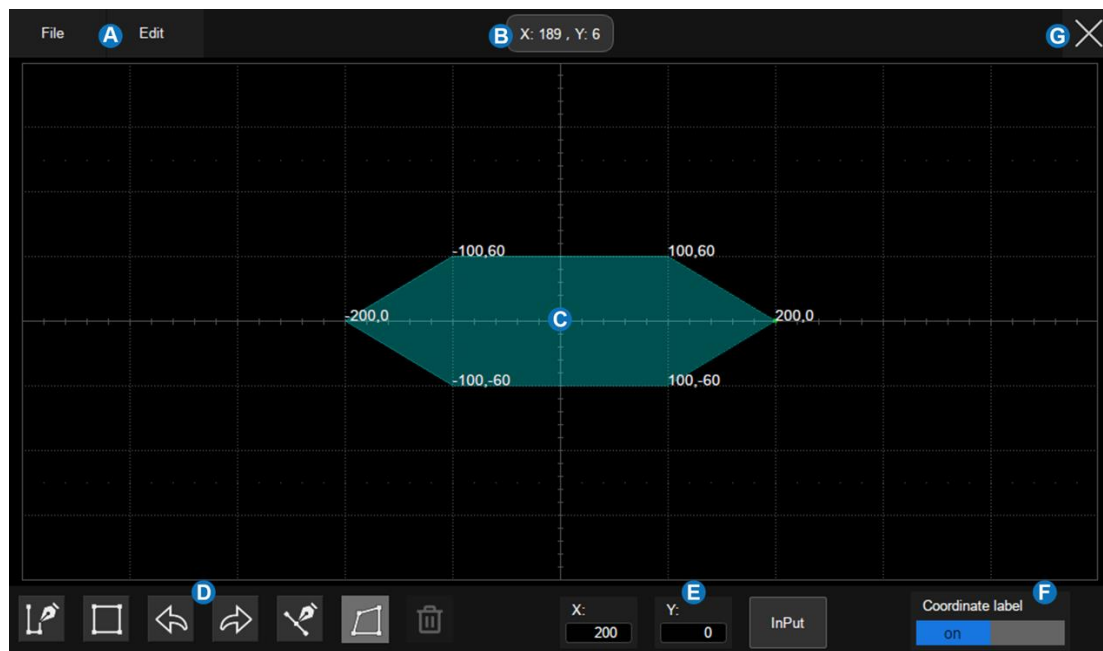 File A Edit B X: 189 , Y: 6 G
-100,60 100,60
-200,0 C 200,0
-100,-60 100,-60
D E F
X: Y: Coordinate label
200 0 InPut on